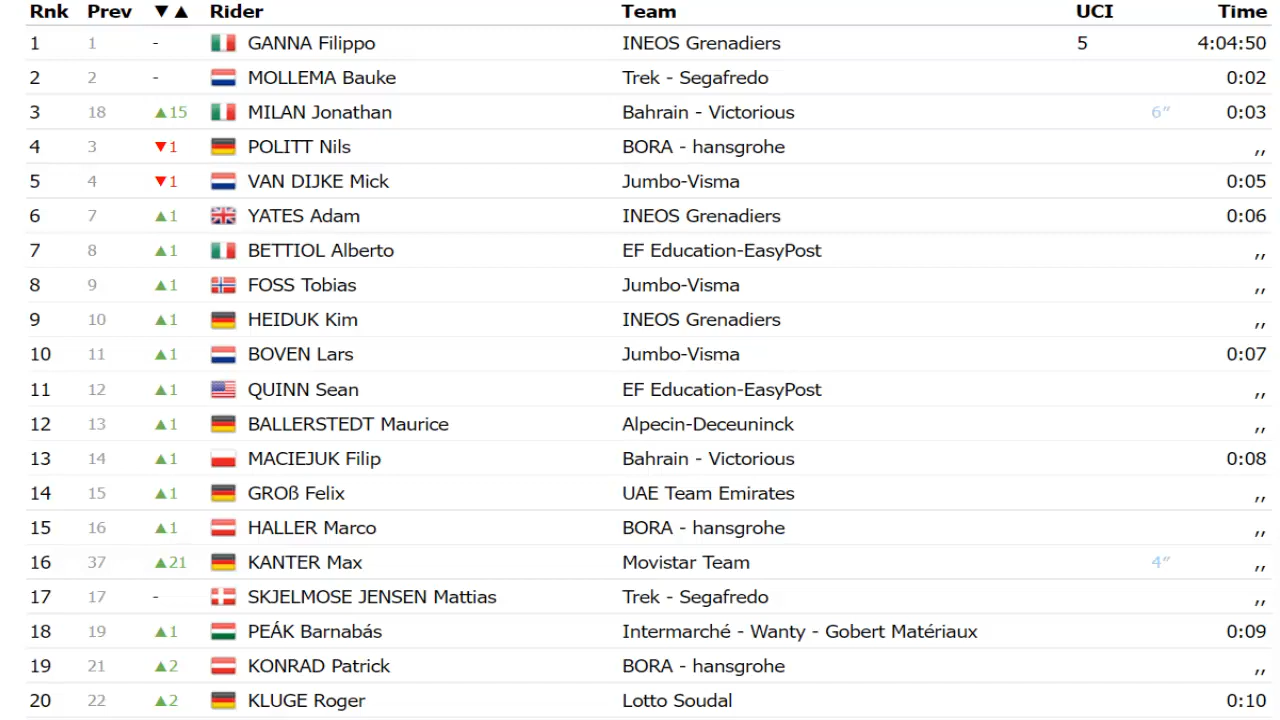 Rnk Prev ▼▲ Rider Team UCI Time
1 1 - GANNA Filippo INEOS Grenadiers 5 4:04:50
2 2 - MOLLEMA Bauke Trek - Segafredo 0:02
3 18 ▲15 MILAN Jonathan Bahrain - Victorious 6″ 0:03
4 3 ▼1 POLITT Nils BORA - hansgrohe ,,
5 4 ▼1 VAN DIJKE Mick Jumbo-Visma 0:05
6 7 ▲1 YATES Adam INEOS Grenadiers 0:06
7 8 ▲1 BETTIOL Alberto EF Education-EasyPost ,,
8 9 ▲1 FOSS Tobias Jumbo-Visma ,,
9 10 ▲1 HEIDUK Kim INEOS Grenadiers ,,
10 11 ▲1 BOVEN Lars Jumbo-Visma 0:07
11 12 ▲1 QUINN Sean EF Education-EasyPost ,,
12 13 ▲1 BALLERSTEDT Maurice Alpecin-Deceuninck ,,
13 14 ▲1 MACIEJUK Filip Bahrain - Victorious 0:08
14 15 ▲1 GROß Felix UAE Team Emirates ,,
15 16 ▲1 HALLER Marco BORA - hansgrohe ,,
16 37 ▲21 KANTER Max Movistar Team 4″ ,,
17 17 - SKJELMOSE JENSEN Mattias Trek - Segafredo ,,
18 19 ▲1 PEÁK Barnabás Intermarché - Wanty - Gobert Matériaux 0:09
19 21 ▲2 KONRAD Patrick BORA - hansgrohe ,,
20 22 ▲2 KLUGE Roger Lotto Soudal 0:10